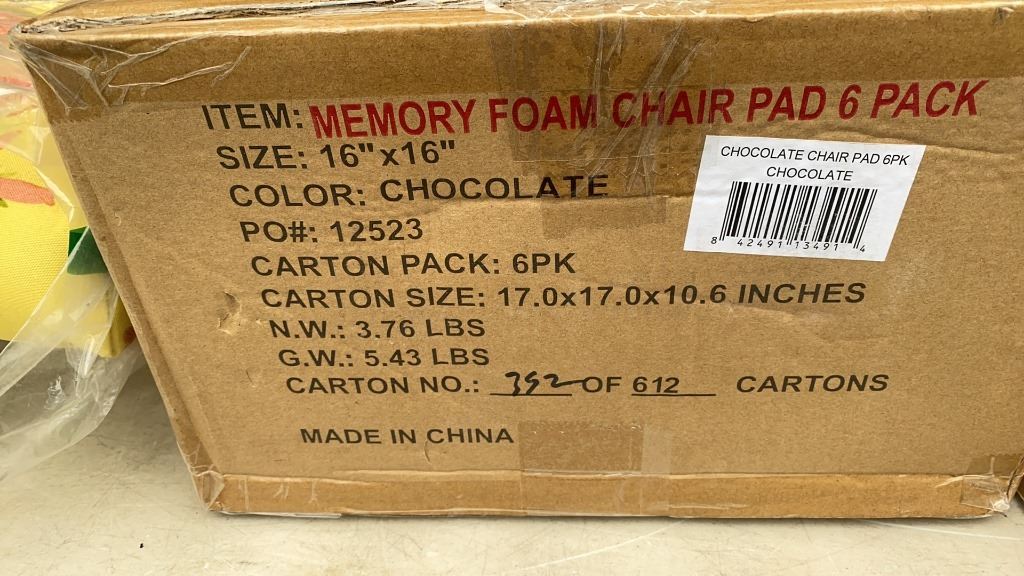 ITEM: MEMORY FOAM CHAIR PAD 6 PACK
SIZE: 16"x16"
COLOR: CHOCOLATE
PO#: 12523
CARTON PACK: 6PK
CARTON SIZE: 17.0x17.0x10.6 INCHES
N.W.: 3.76 LBS
G.W.: 5.43 LBS
CARTON NO.: 392 OF 612 CARTONS
MADE IN CHINA
CHOCOLATE CHAIR PAD 6PK
CHOCOLATE
8 42491 13491 4